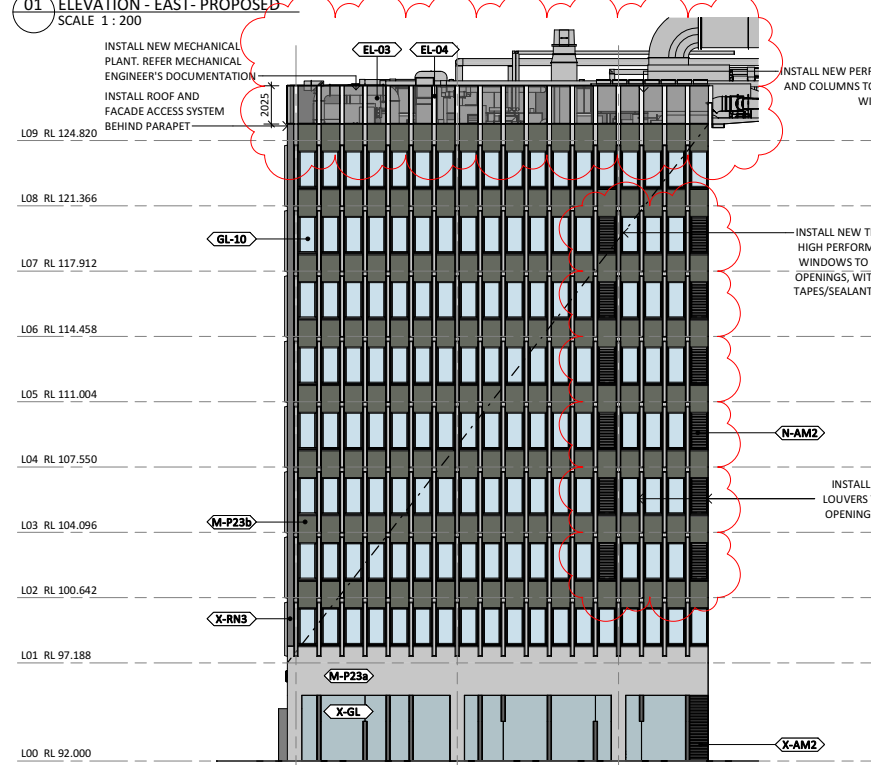 01 ELEVATION - EAST- PROPOSED
SCALE 1 : 200
INSTALL NEW MECHANICAL
PLANT. REFER MECHANICAL
ENGINEER'S DOCUMENTATION
EL-03
EL-04
INSTALL ROOF AND
FACADE ACCESS SYSTEM
BEHIND PARAPET
2025
INSTALL NEW PERF
AND COLUMNS TO
WI
L09 RL 124.820
L08 RL 121.366
GL-10
INSTALL NEW T
HIGH PERFORM
WINDOWS TO
OPENINGS, WIT
TAPES/SEALANT
L07 RL 117.912
L06 RL 114.458
L05 RL 111.004
N-AM2
L04 RL 107.550
INSTALL
LOUVERS
OPENING
M-P23b
L03 RL 104.096
L02 RL 100.642
X-RN3
L01 RL 97.188
M-P23a
X-GL
X-AM2
L00 RL 92.000